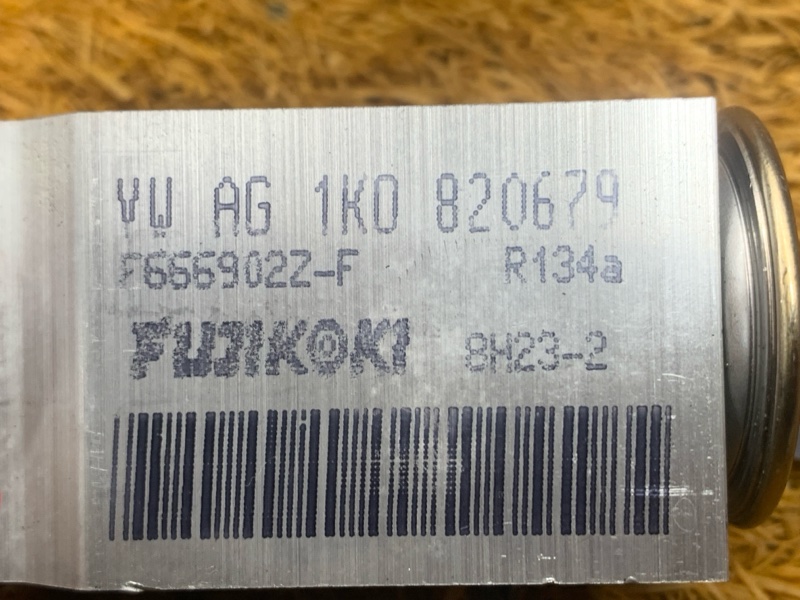 VW AG 1K0 820679
F6669022-F R134a
FUJIKOKI 8H23-2